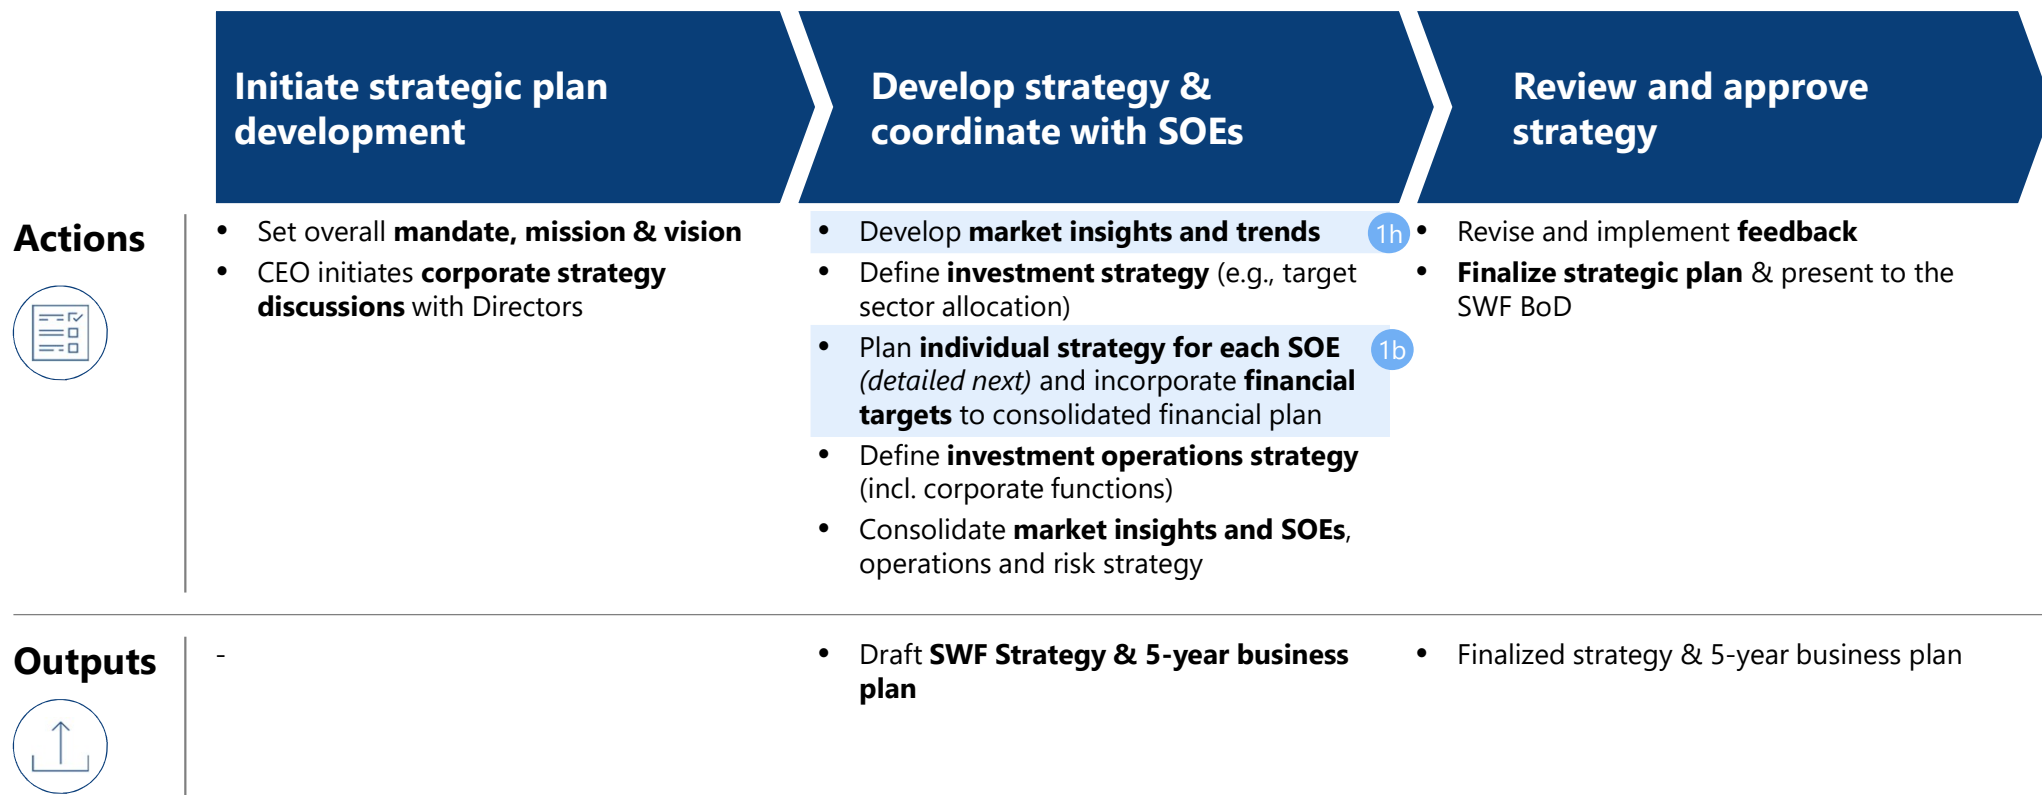 Initiate strategic plan
development
Develop strategy &
coordinate with SOEs
Review and approve
strategy
Actions
• Set overall mandate, mission & vision
• CEO initiates corporate strategy
discussions with Directors
• Develop market insights and trends
1h
• Define investment strategy (e.g., target
sector allocation)
• Plan individual strategy for each SOE
1b
(detailed next) and incorporate financial
targets to consolidated financial plan
• Define investment operations strategy
(incl. corporate functions)
• Consolidate market insights and SOEs,
operations and risk strategy
• Revise and implement feedback
• Finalize strategic plan & present to the
SWF BoD
Outputs
-
• Draft SWF Strategy & 5-year business
plan
• Finalized strategy & 5-year business plan